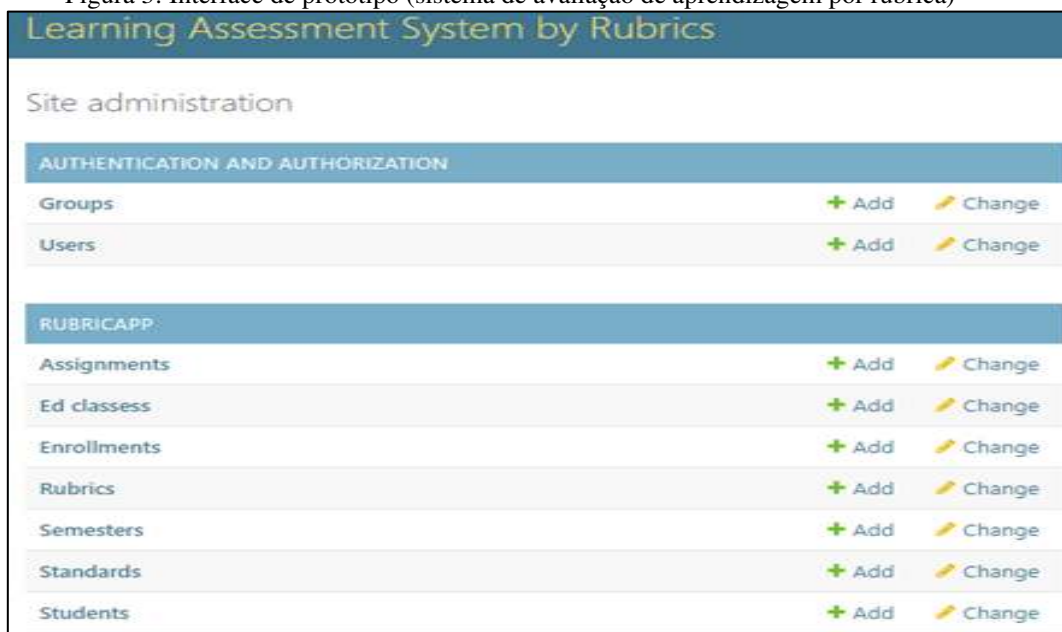 Figura 3: Interface de protótipo (sistema de avaliação de aprendizagem por rubrica)
Learning Assessment System by Rubrics
Site administration
AUTHENTICATION AND AUTHORIZATION
Groups + Add Change
Users + Add Change
RUBRICAPP
Assignments + Add Change
Ed classess + Add Change
Enrollments + Add Change
Rubrics + Add Change
Semesters + Add Change
Standards + Add Change
Students + Add Change